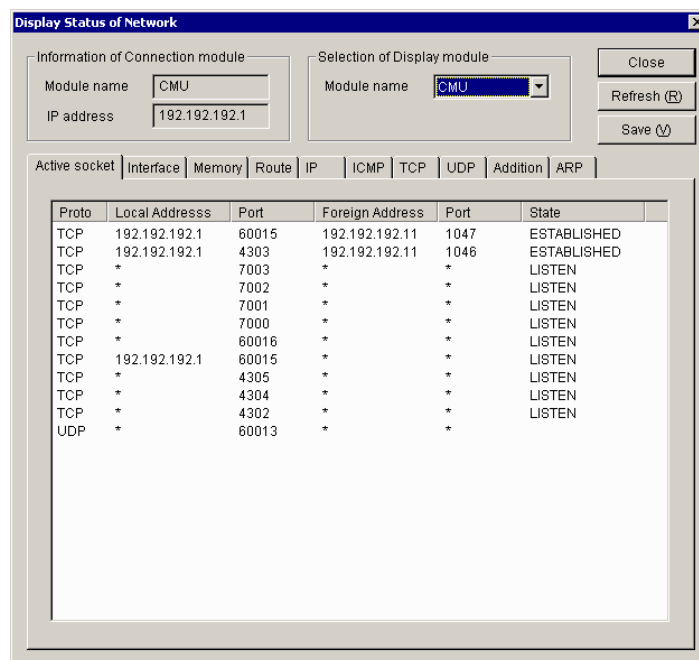 Display Status of Network
Information of Connection module
Module name CMU
IP address 192.192.192.1
Selection of Display module
Module name CMU
Close
Refresh (R)
Save (V)
Active socket Interface Memory Route IP ICMP TCP UDP Addition ARP
Proto Local Addresss Port Foreign Address Port State
TCP 192.192.192.1 60015 192.192.192.11 1047 ESTABLISHED
TCP 192.192.192.1 4303 192.192.192.11 1046 ESTABLISHED
TCP * 7003 * * LISTEN
TCP * 7002 * * LISTEN
TCP * 7001 * * LISTEN
TCP * 7000 * * LISTEN
TCP * 60016 * * LISTEN
TCP 192.192.192.1 60015 * * LISTEN
TCP * 4305 * * LISTEN
TCP * 4304 * * LISTEN
TCP * 4302 * * LISTEN
UDP * 60013 * *